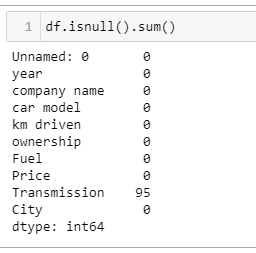 1 df.isnull().sum()
Unnamed: 0 0
year 0
company name 0
car model 0
km driven 0
ownership 0
Fuel 0
Price 0
Transmission 95
City 0
dtype: int64